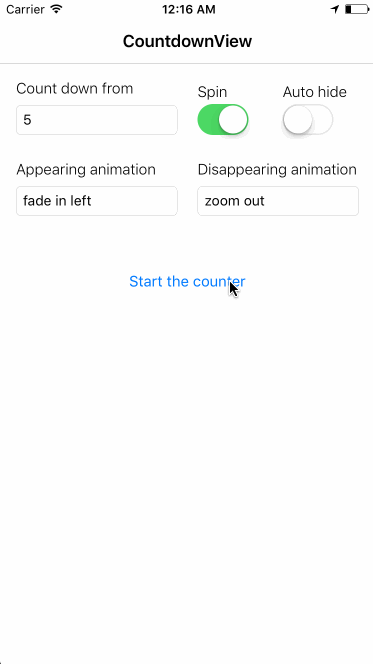 Carrier 12:16 AM
CountdownView
Count down from
Spin
Auto hide
5
Appearing animation
Disappearing animation
fade in left
zoom out
Start the counter